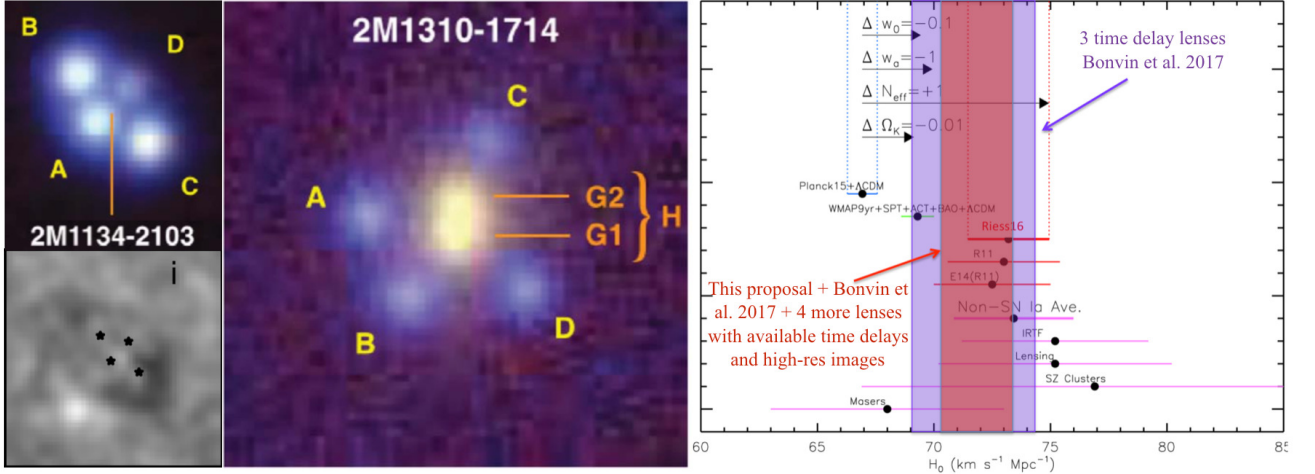 B
D
A
C
2M1134-2103
i
2M1310-1714
C
A
G2
G1
H
B
D
Δ w₀=-0.1
Δ wₐ=-1
Δ N_eff=+1
Δ Ω_K=-0.01
3 time delay lenses
Bonvin et al. 2017
Planck15+ΛCDM
WMAP9yr+SPT+ACT+BAO+ΛCDM
Riess16
R11
E14(R11)
Non-SN Ia Ave.
IRTF
Lensing
SZ Clusters
Masers
This proposal + Bonvin et
al. 2017 + 4 more lenses
with available time delays
and high-res images
60 65 70 75 80 85
H₀ (km s⁻¹ Mpc⁻¹)